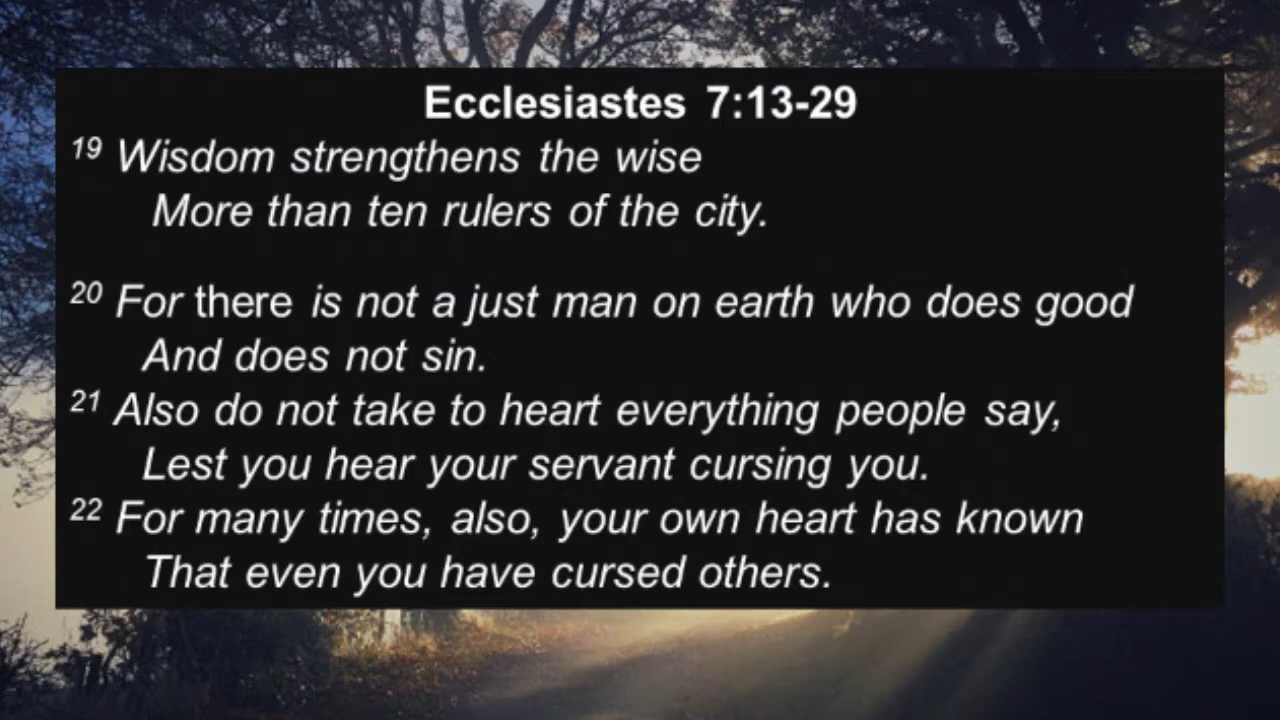 Ecclesiastes 7:13-29
19 Wisdom strengthens the wise
More than ten rulers of the city.
20 For there is not a just man on earth who does good
And does not sin.
21 Also do not take to heart everything people say,
Lest you hear your servant cursing you.
22 For many times, also, your own heart has known
That even you have cursed others.